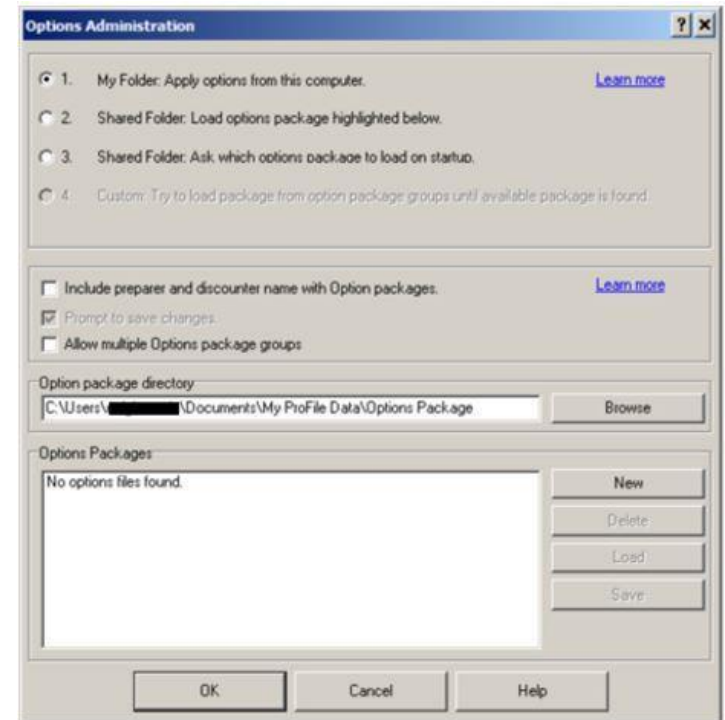 Options Administration
1. My Folder: Apply options from this computer. Learn more
2. Shared Folder: Load options package highlighted below.
3. Shared Folder: Ask which options package to load on startup.
4. Custom: Try to load package from option package groups until available package is found.
Include preparer and discounter name with Option packages. Learn more
Prompt to save changes.
Allow multiple Options package groups
Option package directory
C:\Users\ \Documents\My ProFile Data\Options Package Browse
Options Packages
No options files found. New
Delete
Load
Save
OK Cancel Help